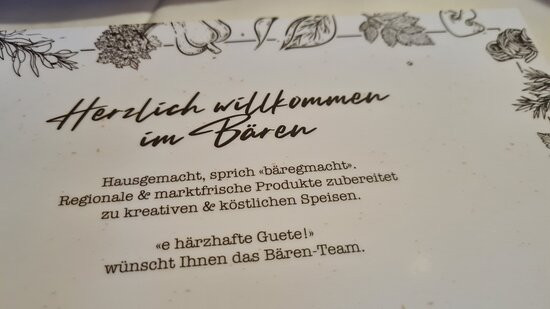 Herzlich willkommen
im Bären
Hausgemacht, sprich «bäregmacht».
Regionale & marktfrische Produkte zubereitet
zu kreativen & köstlichen Speisen.
«e härzhafte Guete!»
wünscht Ihnen das Bären-Team.